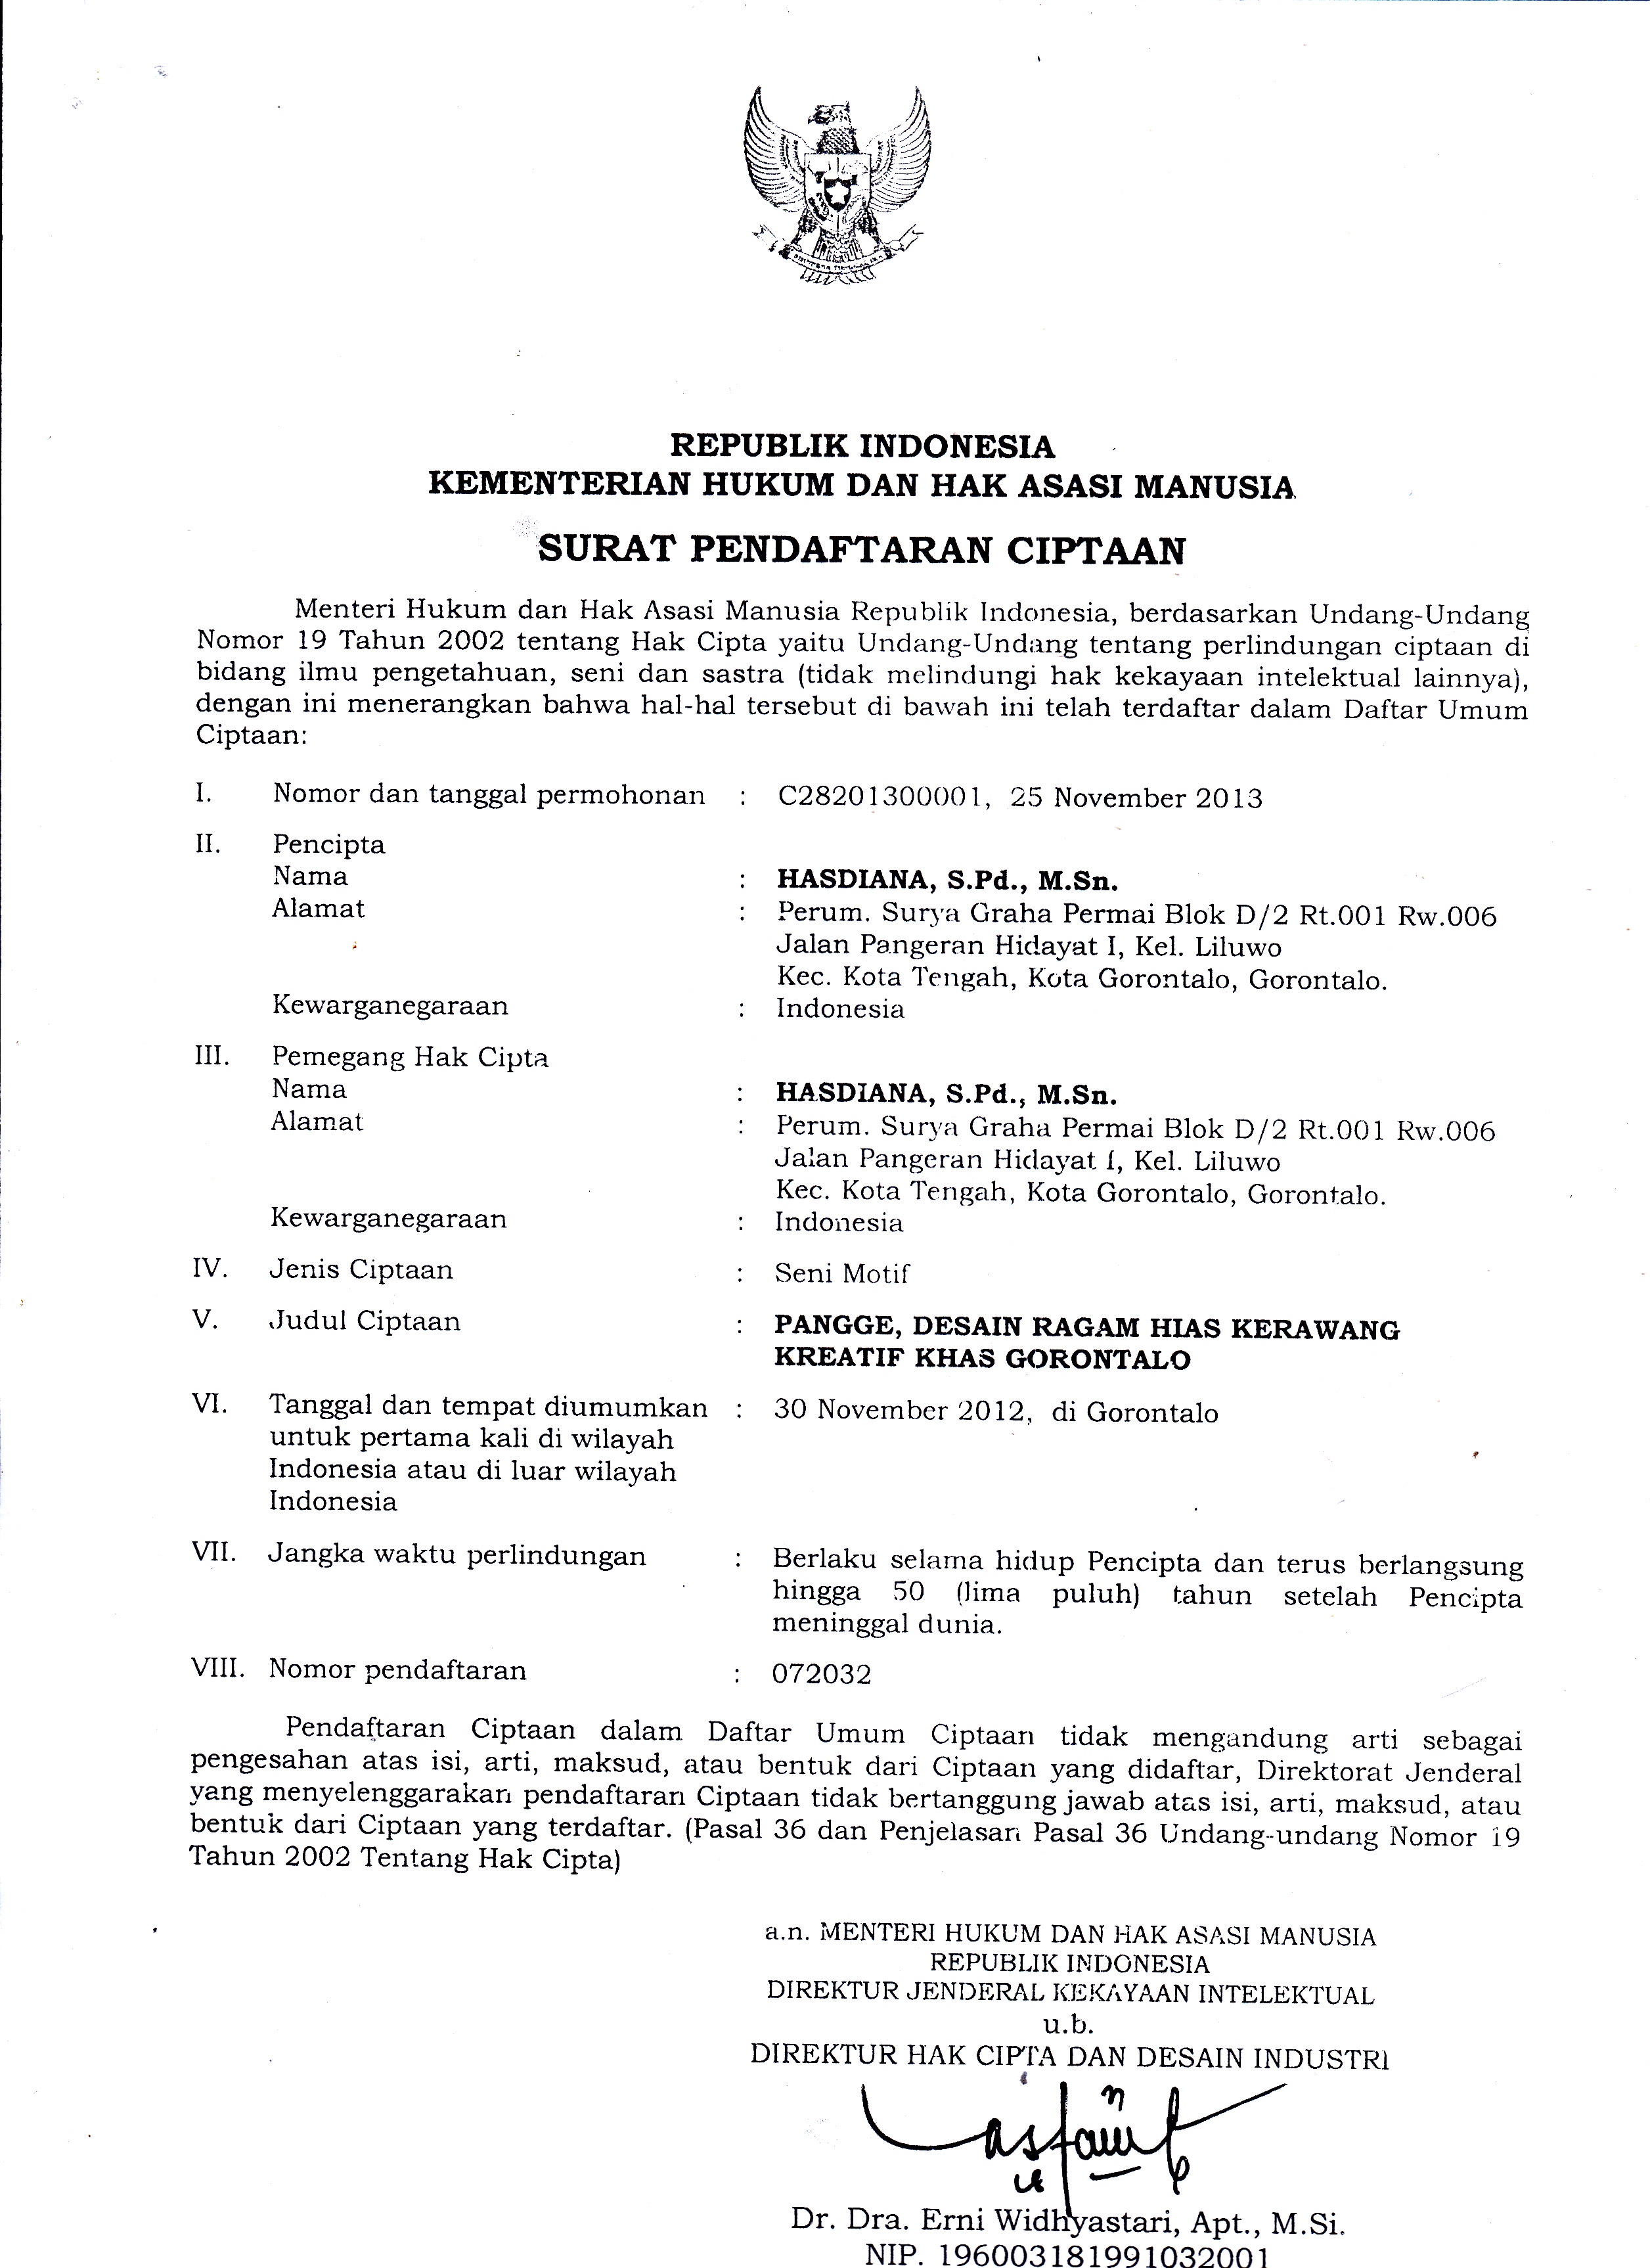 REPUBLIK INDONESIA
KEMENTERIAN HUKUM DAN HAK ASASI MANUSIA
SURAT PENDAFTARAN CIPTAAN
Menteri Hukum dan Hak Asasi Manusia Republik Indonesia, berdasarkan Undang-Undang
Nomor 19 Tahun 2002 tentang Hak Cipta yaitu Undang-Undang tentang perlindungan ciptaan di
bidang ilmu pengetahuan, seni dan sastra (tidak melindungi hak kekayaan intelektual lainnya),
dengan ini menerangkan bahwa hal-hal tersebut di bawah ini telah terdaftar dalam Daftar Umum
Ciptaan:
I. Nomor dan tanggal permohonan : C28201300001, 25 November 2013
II. Pencipta
Nama : HASDIANA, S.Pd., M.Sn.
Alamat : Perum. Surya Graha Permai Blok D/2 Rt.001 Rw.006
Jalan Pangeran Hidayat I, Kel. Liluwo
Kec. Kota Tengah, Kota Gorontalo, Gorontalo.
Kewarganegaraan : Indonesia
III. Pemegang Hak Cipta
Nama : HASDIANA, S.Pd., M.Sn.
Alamat : Perum. Surya Graha Permai Blok D/2 Rt.001 Rw.006
Jalan Pangeran Hidayat I, Kel. Liluwo
Kec. Kota Tengah, Kota Gorontalo, Gorontalo.
Kewarganegaraan : Indonesia
IV. Jenis Ciptaan : Seni Motif
V. Judul Ciptaan : PANGGE, DESAIN RAGAM HIAS KERAWANG
KREATIF KHAS GORONTALO
VI. Tanggal dan tempat diumumkan : 30 November 2012, di Gorontalo
untuk pertama kali di wilayah
Indonesia atau di luar wilayah
Indonesia
VII. Jangka waktu perlindungan : Berlaku selama hidup Pencipta dan terus berlangsung
hingga 50 (lima puluh) tahun setelah Pencipta
meninggal dunia.
VIII. Nomor pendaftaran : 072032
Pendaftaran Ciptaan dalam Daftar Umum Ciptaan tidak mengandung arti sebagai
pengesahan atas isi, arti, maksud, atau bentuk dari Ciptaan yang didaftar, Direktorat Jenderal
yang menyelenggarakan pendaftaran Ciptaan tidak bertanggung jawab atas isi, arti, maksud, atau
bentuk dari Ciptaan yang terdaftar. (Pasal 36 dan Penjelasan Pasal 36 Undang-undang Nomor 19
Tahun 2002 Tentang Hak Cipta)
a.n. MENTERI HUKUM DAN HAK ASASI MANUSIA
REPUBLIK INDONESIA
DIREKTUR JENDERAL KEKAYAAN INTELEKTUAL
u.b.
DIREKTUR HAK CIPTA DAN DESAIN INDUSTRI
Dr. Dra. Erni Widhyastari, Apt., M.Si.
NIP. 196003181991032001